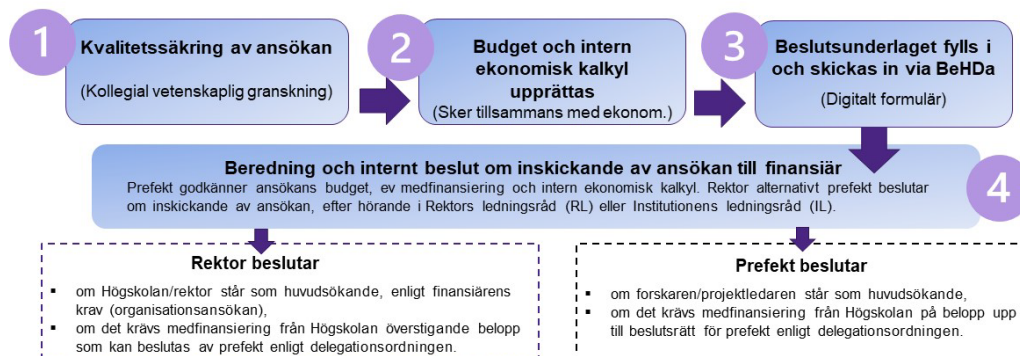 1
Kvalitetssäkring av ansökan
(Kollegial vetenskaplig granskning)
2
Budget och intern
ekonomisk kalkyl
upprättas
(Sker tillsammans med ekonom.)
3
Beslutsunderlaget fylls i
och skickas in via BeHDa
(Digitalt formulär)
4
Beredning och internt beslut om inskickande av ansökan till finansiär
Prefekt godkänner ansökans budget, ev medfinansiering och intern ekonomisk kalkyl. Rektor alternativt prefekt beslutar
om inskickande av ansökan, efter hörande i Rektors ledningsråd (RL) eller Institutionens ledningsråd (IL).
Rektor beslutar
▪ om Högskolan/rektor står som huvudsökande, enligt finansiärens
krav (organisationsansökan),
▪ om det krävs medfinansiering från Högskolan överstigande belopp
som kan beslutas av prefekt enligt delegationsordningen.
Prefekt beslutar
▪ om forskaren/projektledaren står som huvudsökande,
▪ om det krävs medfinansiering från Högskolan på belopp upp
till beslutsrätt för prefekt enligt delegationsordningen.